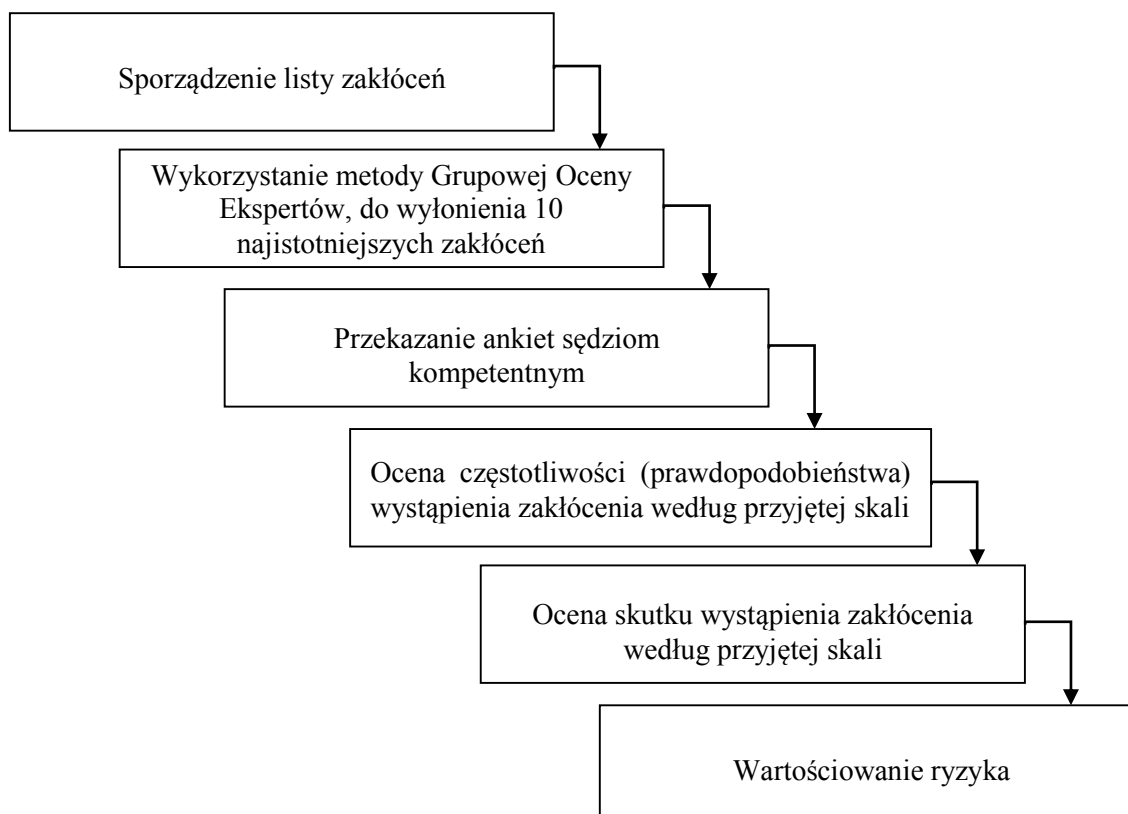 Sporządzenie listy zakłóceń
Wykorzystanie metody Grupowej Oceny
Ekspertów, do wyłonienia 10
najistotniejszych zakłóceń
Przekazanie ankiet sędziom
kompetentnym
Ocena częstotliwości (prawdopodobieństwa)
wystąpienia zakłócenia według przyjętej skali
Ocena skutku wystąpienia zakłócenia
według przyjętej skali
Wartościowanie ryzyka